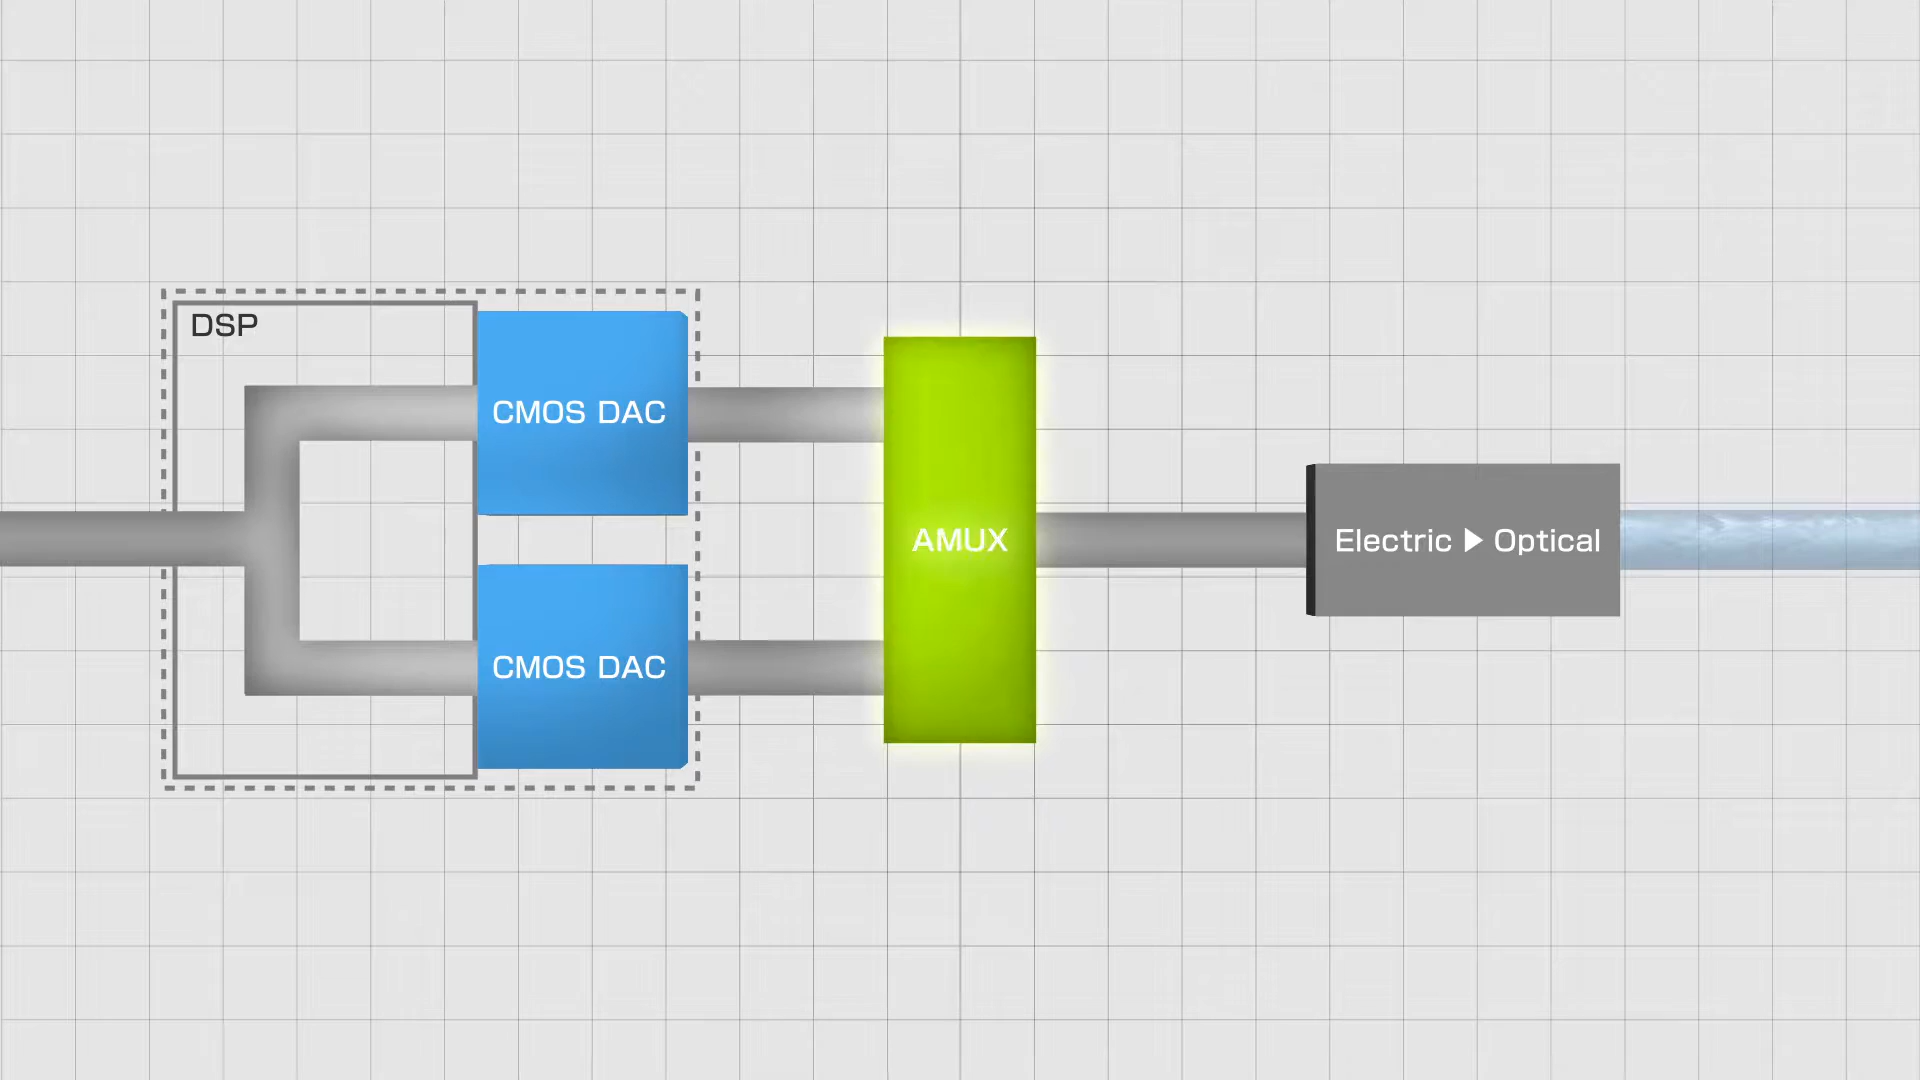 DSP
CMOS DAC
CMOS DAC
AMUX
Electric ▶ Optical